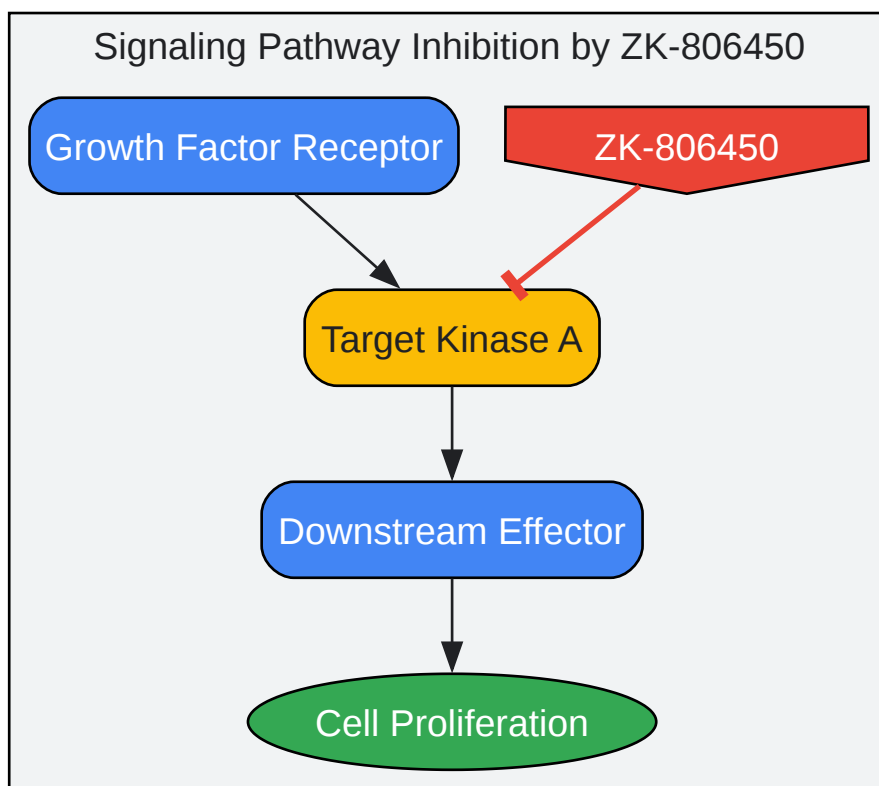 Signaling Pathway Inhibition by ZK-806450
Growth Factor Receptor
ZK-806450
Target Kinase A
Downstream Effector
Cell Proliferation